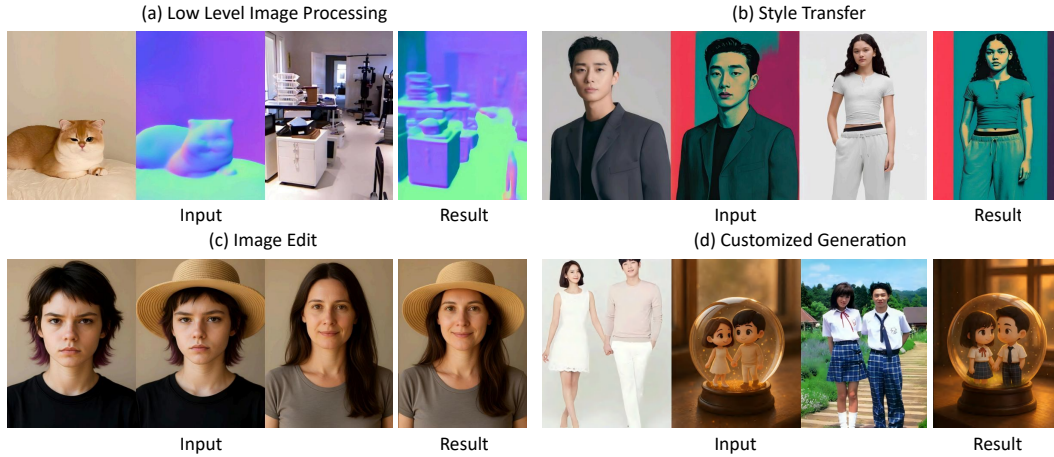 (a) Low Level Image Processing
(b) Style Transfer
Input
Result
Input
Result
(c) Image Edit
(d) Customized Generation
Input
Result
Input
Result